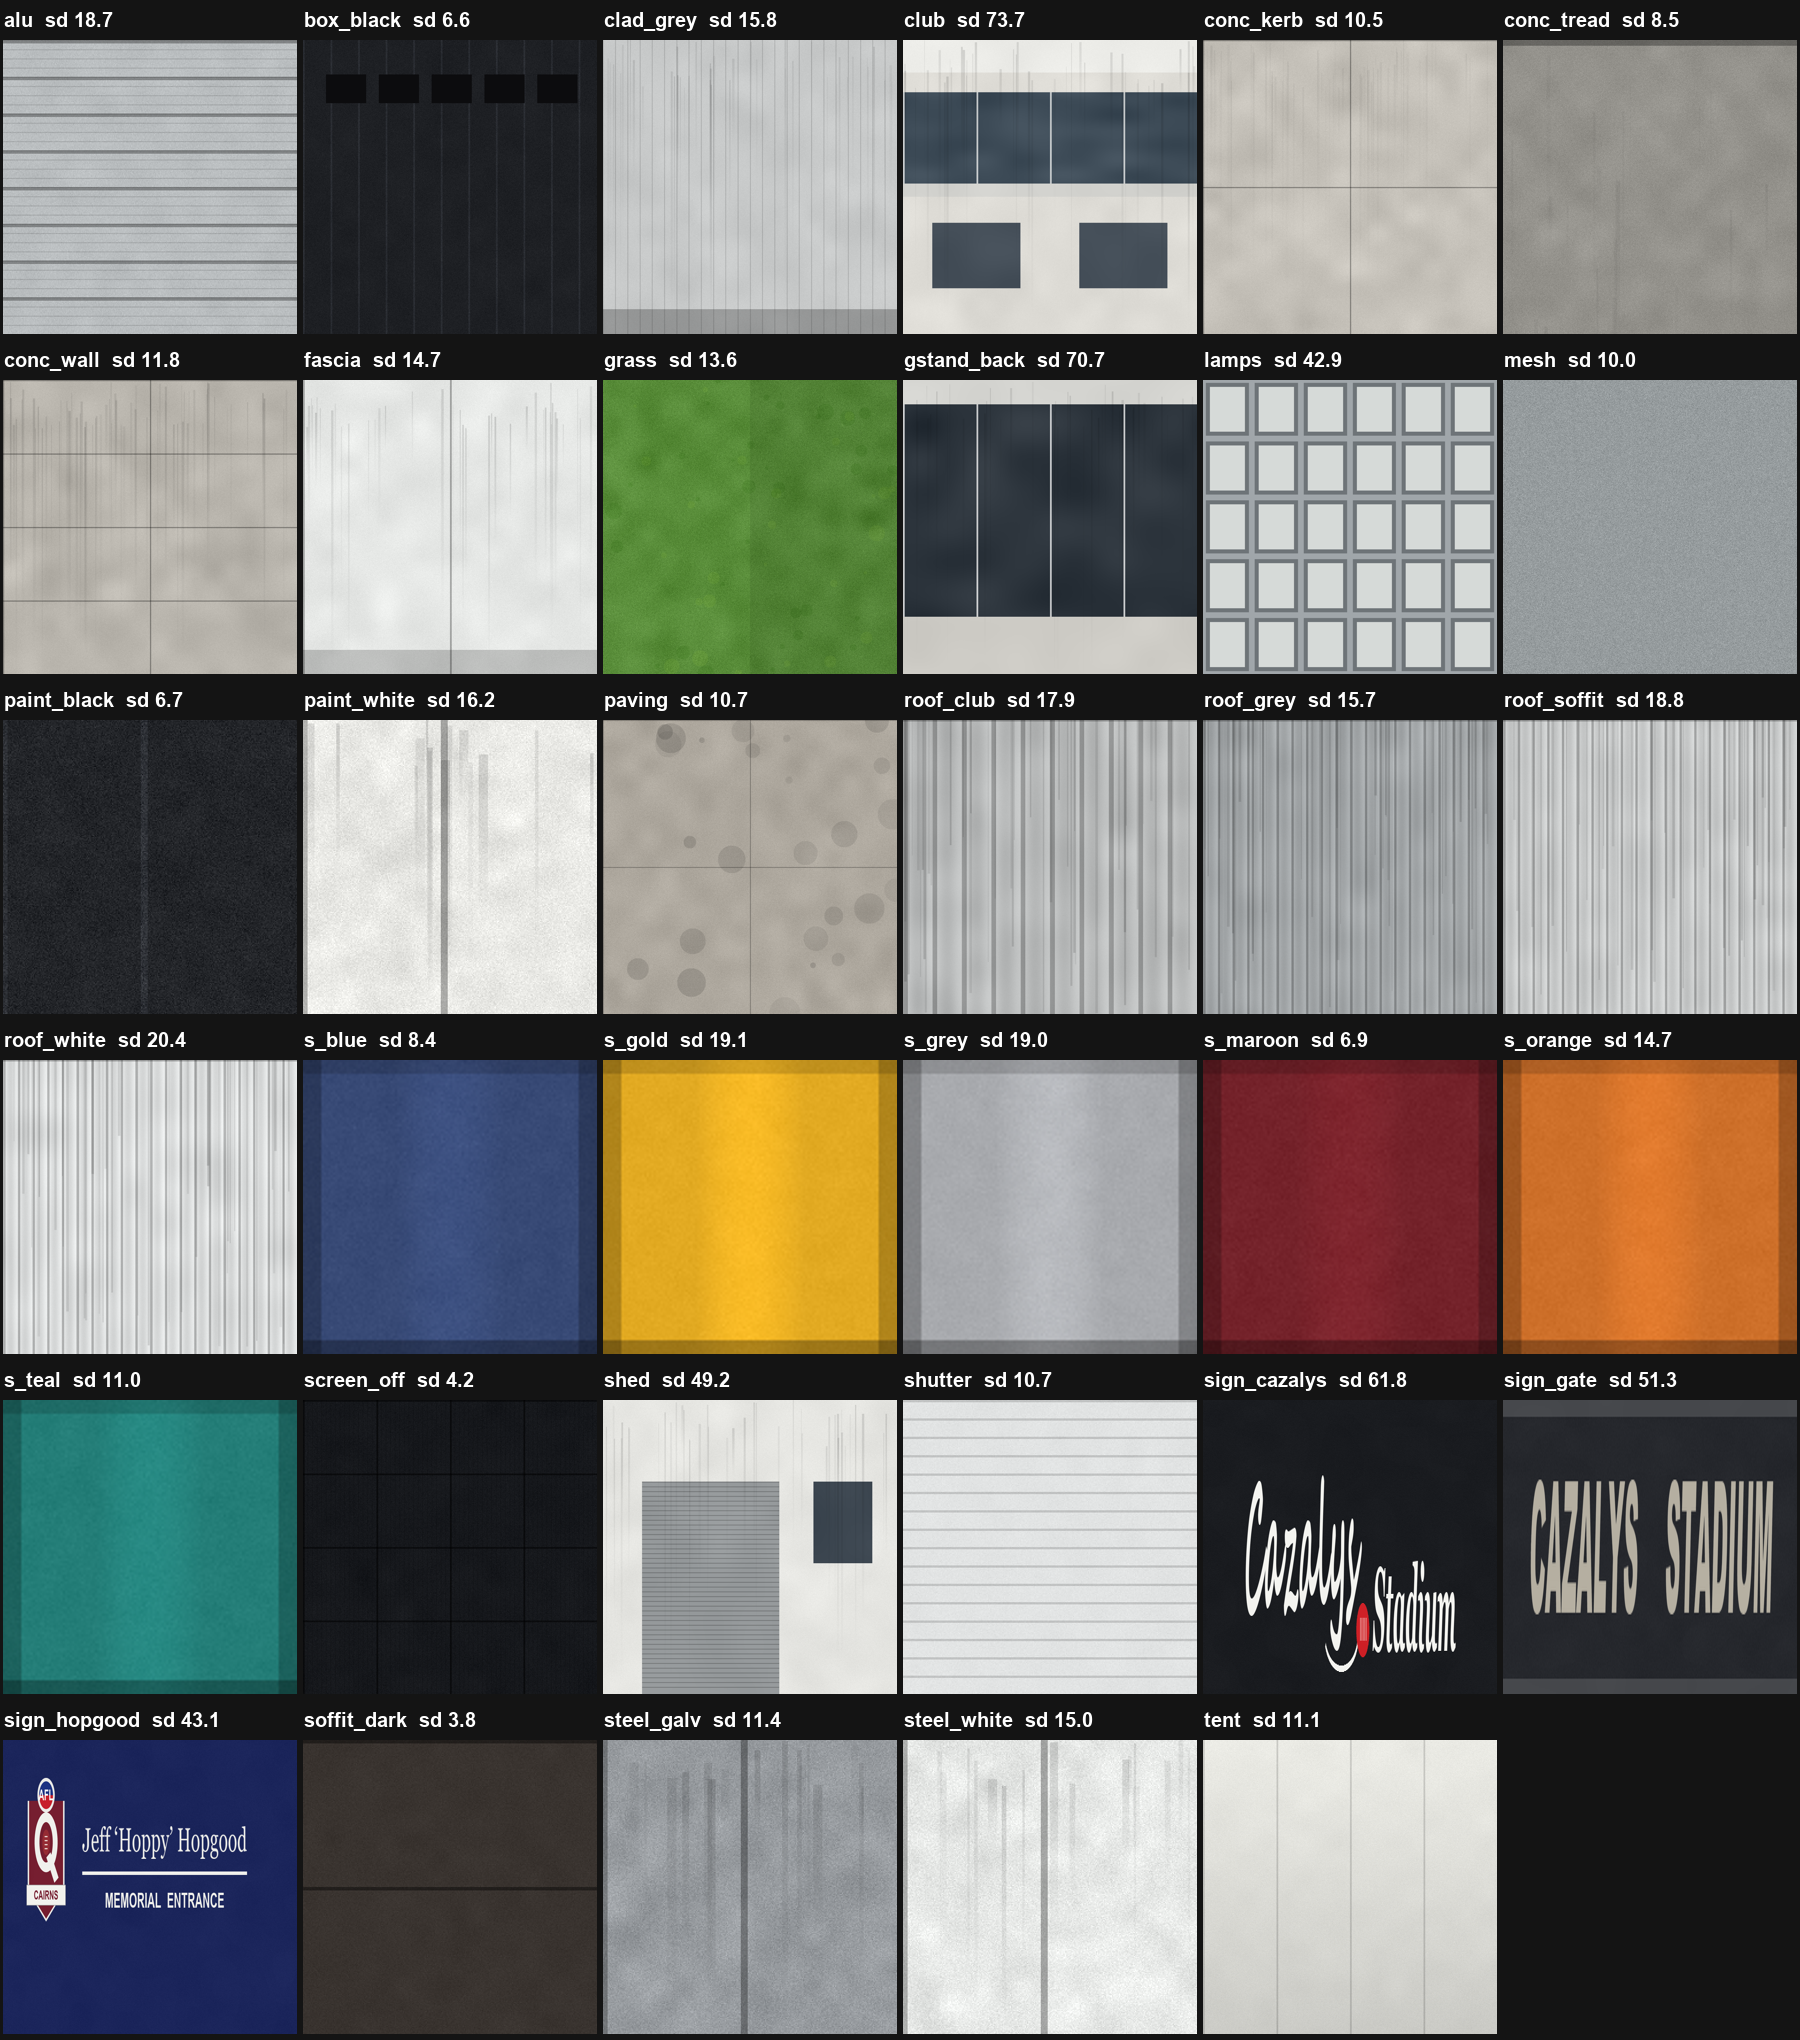 alu sd 18.7
box_black sd 6.6
clad_grey sd 15.8
club sd 73.7
conc_kerb sd 10.5
conc_tread sd 8.5
conc_wall sd 11.8
fascia sd 14.7
grass sd 13.6
gstand_back sd 70.7
lamps sd 42.9
mesh sd 10.0
paint_black sd 6.7
paint_white sd 16.2
paving sd 10.7
roof_club sd 17.9
roof_grey sd 15.7
roof_soffit sd 18.8
roof_white sd 20.4
s_blue sd 8.4
s_gold sd 19.1
s_grey sd 19.0
s_maroon sd 6.9
s_orange sd 14.7
s_teal sd 11.0
screen_off sd 4.2
shed sd 49.2
shutter sd 10.7
sign_cazalys sd 61.8
Cazalys
Stadium
sign_gate sd 51.3
CAZALYS STADIUM
sign_hopgood sd 43.1
AFL
Q
CAIRNS
Jeff ‘Hoppy’ Hopgood
MEMORIAL ENTRANCE
soffit_dark sd 3.8
steel_galv sd 11.4
steel_white sd 15.0
tent sd 11.1